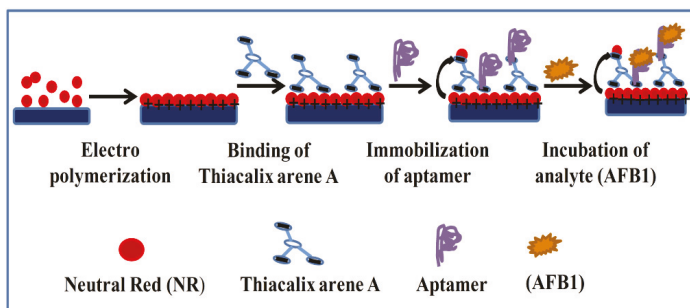 Electro
polymerization
Binding of
Thiacalix arene A
Immobilization
of aptamer
Incubation of
analyte (AFB1)
Neutral Red (NR)
Thiacalix arene A
Aptamer
(AFB1)